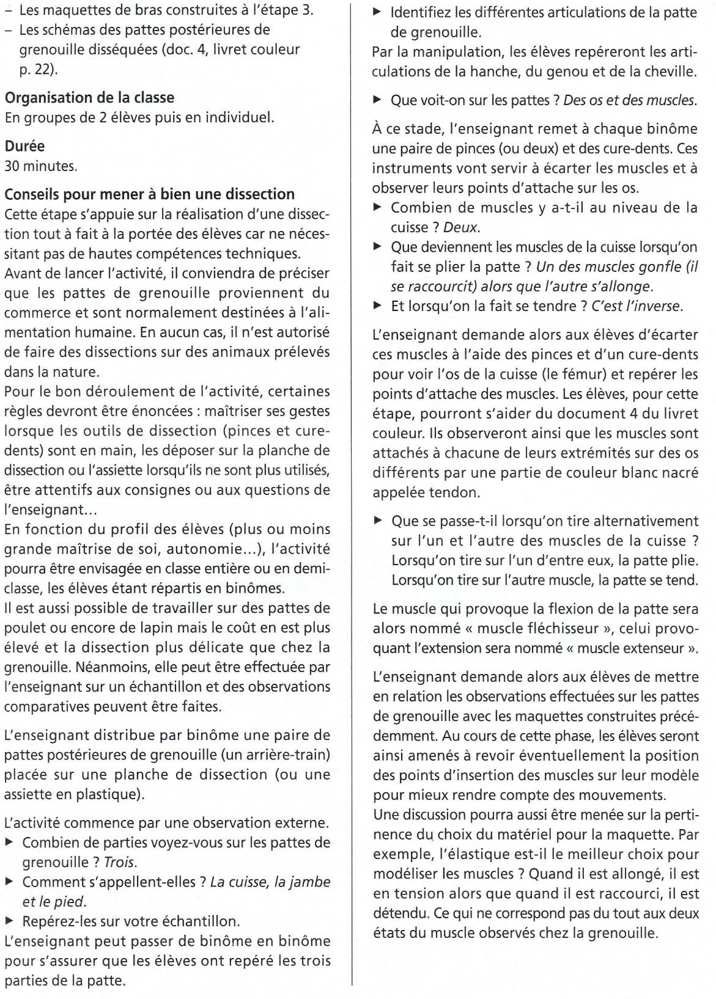 – Les maquettes de bras construites à l'étape 3.
– Les schémas des pattes postérieures de
grenouille disséquées (doc. 4, livret couleur
p. 22).
Organisation de la classe
En groupes de 2 élèves puis en individuel.
Durée
30 minutes.
Conseils pour mener à bien une dissection
Cette étape s'appuie sur la réalisation d'une dissec-
tion tout à fait à la portée des élèves car ne néces-
sitant pas de hautes compétences techniques.
Avant de lancer l'activité, il conviendra de préciser
que les pattes de grenouille proviennent du
commerce et sont normalement destinées à l'ali-
mentation humaine. En aucun cas, il n'est autorisé
de faire des dissections sur des animaux prélevés
dans la nature.
Pour le bon déroulement de l'activité, certaines
règles devront être énoncées : maîtriser ses gestes
lorsque les outils de dissection (pinces et cure-
dents) sont en main, les déposer sur la planche de
dissection ou l'assiette lorsqu'ils ne sont plus utilisés,
être attentifs aux consignes ou aux questions de
l'enseignant...
En fonction du profil des élèves (plus ou moins
grande maîtrise de soi, autonomie...), l'activité
pourra être envisagée en classe entière ou en demi-
classe, les élèves étant répartis en binômes.
Il est aussi possible de travailler sur des pattes de
poulet ou encore de lapin mais le coût en est plus
élevé et la dissection plus délicate que chez la
grenouille. Néanmoins, elle peut être effectuée par
l'enseignant sur un échantillon et des observations
comparatives peuvent être faites.
L'enseignant distribue par binôme une paire de
pattes postérieures de grenouille (un arrière-train)
placée sur une planche de dissection (ou une
assiette en plastique).
L'activité commence par une observation externe.
► Combien de parties voyez-vous sur les pattes de
grenouille ? Trois.
► Comment s'appellent-elles ? La cuisse, la jambe
et le pied.
► Repérez-les sur votre échantillon.
L'enseignant peut passer de binôme en binôme
pour s'assurer que les élèves ont repéré les trois
parties de la patte.
► Identifiez les différentes articulations de la patte
de grenouille.
Par la manipulation, les élèves repéreront les arti-
culations de la hanche, du genou et de la cheville.
► Que voit-on sur les pattes ? Des os et des muscles.
À ce stade, l'enseignant remet à chaque binôme
une paire de pinces (ou deux) et des cure-dents. Ces
instruments vont servir à écarter les muscles et à
observer leurs points d'attache sur les os.
► Combien de muscles y a-t-il au niveau de la
cuisse ? Deux.
► Que deviennent les muscles de la cuisse lorsqu'on
fait se plier la patte ? Un des muscles gonfle (il
se raccourcit) alors que l'autre s'allonge.
► Et lorsqu'on la fait se tendre ? C'est l'inverse.
L'enseignant demande alors aux élèves d'écarter
ces muscles à l'aide des pinces et d'un cure-dents
pour voir l'os de la cuisse (le fémur) et repérer les
points d'attache des muscles. Les élèves, pour cette
étape, pourront s'aider du document 4 du livret
couleur. Ils observeront ainsi que les muscles sont
attachés à chacune de leurs extrémités sur des os
différents par une partie de couleur blanc nacré
appelée tendon.
► Que se passe-t-il lorsqu'on tire alternativement
sur l'un et l'autre des muscles de la cuisse ?
Lorsqu'on tire sur l'un d'entre eux, la patte plie.
Lorsqu'on tire sur l'autre muscle, la patte se tend.
Le muscle qui provoque la flexion de la patte sera
alors nommé « muscle fléchisseur », celui provo-
quant l'extension sera nommé « muscle extenseur ».
L'enseignant demande alors aux élèves de mettre
en relation les observations effectuées sur les pattes
de grenouille avec les maquettes construites précé-
demment. Au cours de cette phase, les élèves seront
ainsi amenés à revoir éventuellement la position
des points d'insertion des muscles sur leur modèle
pour mieux rendre compte des mouvements.
Une discussion pourra aussi être menée sur la perti-
nence du choix du matériel pour la maquette. Par
exemple, l'élastique est-il le meilleur choix pour
modéliser les muscles ? Quand il est allongé, il est
en tension alors que quand il est raccourci, il est
détendu. Ce qui ne correspond pas du tout aux deux
états du muscle observés chez la grenouille.